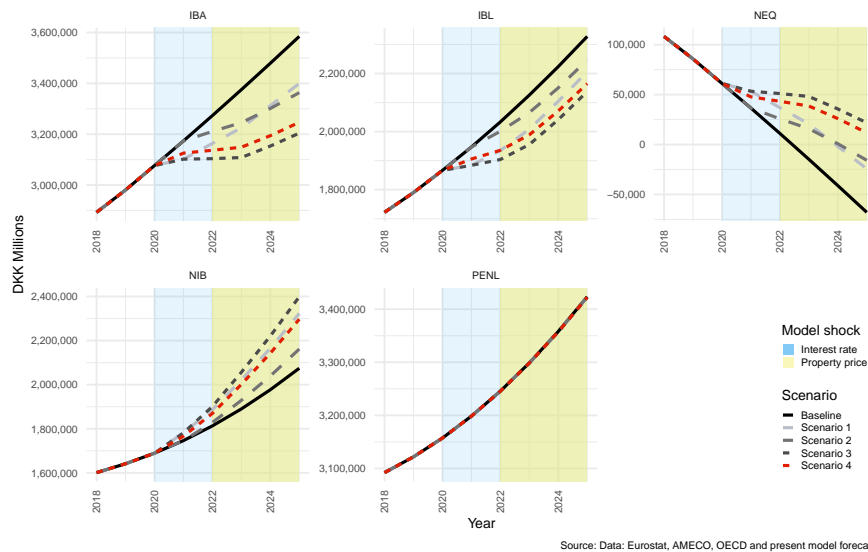 IBA
IBL
NEQ
3,600,000
3,400,000
3,200,000
3,000,000
2,200,000
2,000,000
1,800,000
100,000
50,000
0
−50,000
2018
2020
2022
2024
2018
2020
2022
2024
2018
2020
2022
2024
DKK Millions
NIB
PENL
2,400,000
2,200,000
2,000,000
1,800,000
1,600,000
3,400,000
3,300,000
3,200,000
3,100,000
2018
2020
2022
2024
2018
2020
2022
2024
Year
Model shock
Interest rate
Property price
Scenario
Baseline
Scenario 1
Scenario 2
Scenario 3
Scenario 4
Source: Data: Eurostat, AMECO, OECD and present model foreca